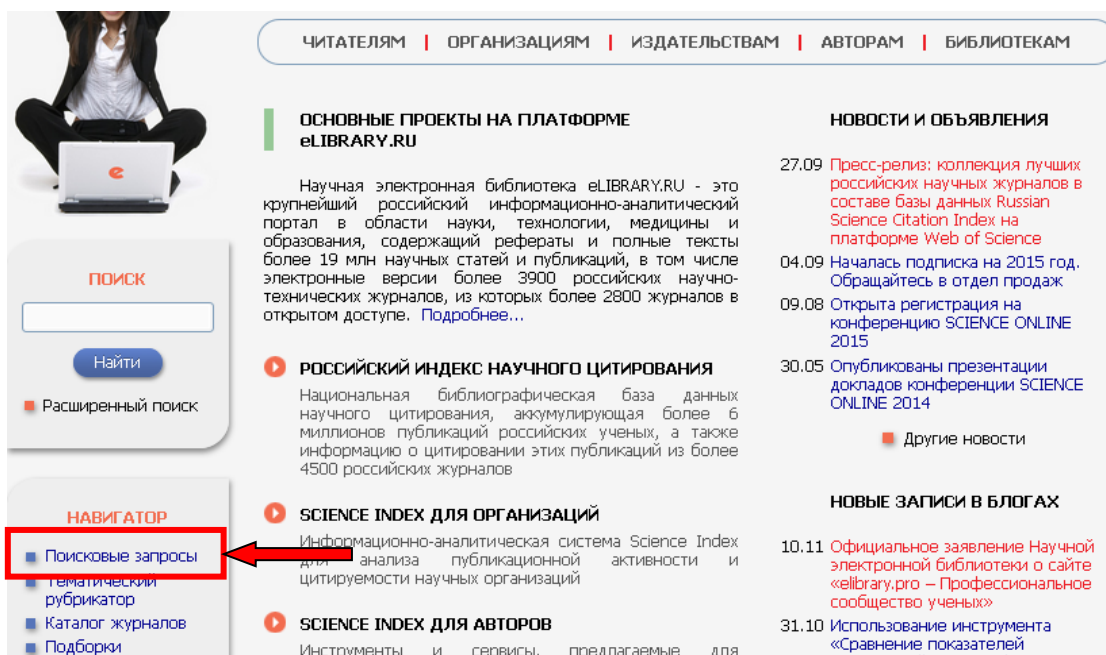 ЧИТАТЕЛЯМ | ОРГАНИЗАЦИЯМ | ИЗДАТЕЛЬСТВАМ | АВТОРАМ | БИБЛИОТЕКАМ
e
ПОИСК
Найти
Расширенный поиск
НАВИГАТОР
Поисковые запросы
Тематический
рубрикатор
Каталог журналов
Подборки
ОСНОВНЫЕ ПРОЕКТЫ НА ПЛАТФОРМЕ
eLIBRARY.RU
Научная электронная библиотека eLIBRARY.RU - это
крупнейший российский информационно-аналитический
портал в области науки, технологии, медицины и
образования, содержащий рефераты и полные тексты
более 19 млн научных статей и публикаций, в том числе
электронные версии более 3900 российских научно-
технических журналов, из которых более 2800 журналов в
открытом доступе. Подробнее...
РОССИЙСКИЙ ИНДЕКС НАУЧНОГО ЦИТИРОВАНИЯ
Национальная библиографическая база данных
научного цитирования, аккумулирующая более 6
миллионов публикаций российских ученых, а также
информацию о цитировании этих публикаций из более
4500 российских журналов
SCIENCE INDEX ДЛЯ ОРГАНИЗАЦИЙ
Информационно-аналитическая система Science Index
для анализа публикационной активности и
цитируемости научных организаций
SCIENCE INDEX ДЛЯ АВТОРОВ
Инструменты и сервисы, предлагаемые для
НОВОСТИ И ОБЪЯВЛЕНИЯ
27.09 Пресс-релиз: коллекция лучших
российских научных журналов в
составе базы данных Russian
Science Citation Index на
платформе Web of Science
04.09 Началась подписка на 2015 год.
Обращайтесь в отдел продаж
09.08 Открыта регистрация на
конференцию SCIENCE ONLINE
2015
30.05 Опубликованы презентации
докладов конференции SCIENCE
ONLINE 2014
Другие новости
НОВЫЕ ЗАПИСИ В БЛОГАХ
10.11 Официальное заявление Научной
электронной библиотеки о сайте
«elibrary.pro – Профессиональное
сообщество ученых»
31.10 Использование инструмента
«Сравнение показателей